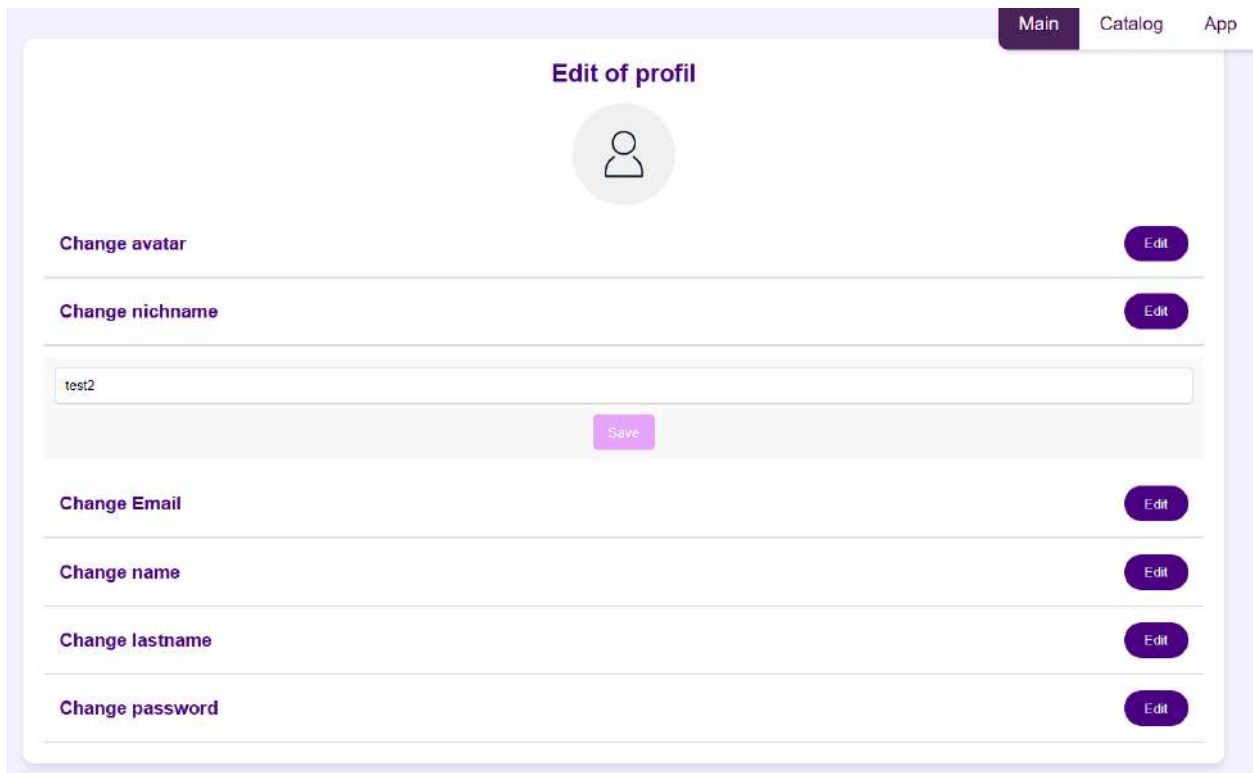 Main Catalog App
Edit of profil
Change avatar Edit
Change nichname Edit
test2
Save
Change Email Edit
Change name Edit
Change lastname Edit
Change password Edit